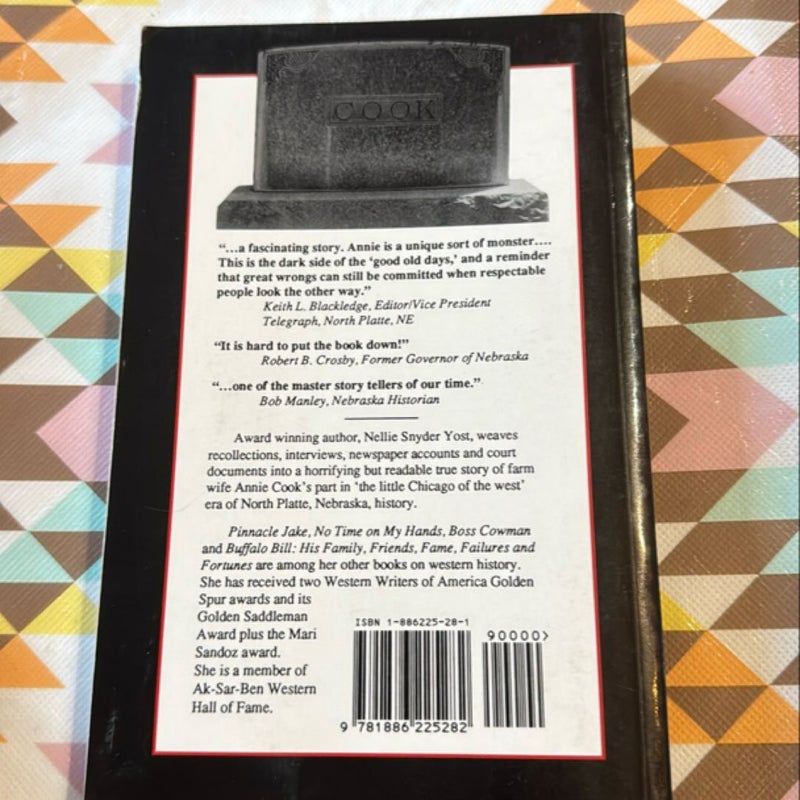 COOK
“...a fascinating story. Annie is a unique sort of monster....
This is the dark side of the ‘good old days,’ and a reminder
that great wrongs can still be committed when respectable
people look the other way.”
Keith L. Blackledge, Editor/Vice President
Telegraph, North Platte, NE
“It is hard to put the book down!”
Robert B. Crosby, Former Governor of Nebraska
“...one of the master story tellers of our time.”
Bob Manley, Nebraska Historian
Award winning author, Nellie Snyder Yost, weaves
recollections, interviews, newspaper accounts and court
documents into a horrifying but readable true story of farm
wife Annie Cook’s part in ‘the little Chicago of the west’
era of North Platte, Nebraska, history.
Pinnacle Jake, No Time on My Hands, Boss Cowman
and Buffalo Bill: His Family, Friends, Fame, Failures and
Fortunes are among her other books on western history.
She has received two Western Writers of America Golden
Spur awards and its
Golden Saddleman
Award plus the Mari
Sandoz award.
She is a member of
Ak-Sar-Ben Western
Hall of Fame.
ISBN 1-886225-28-1
90000>
9 781886 225282